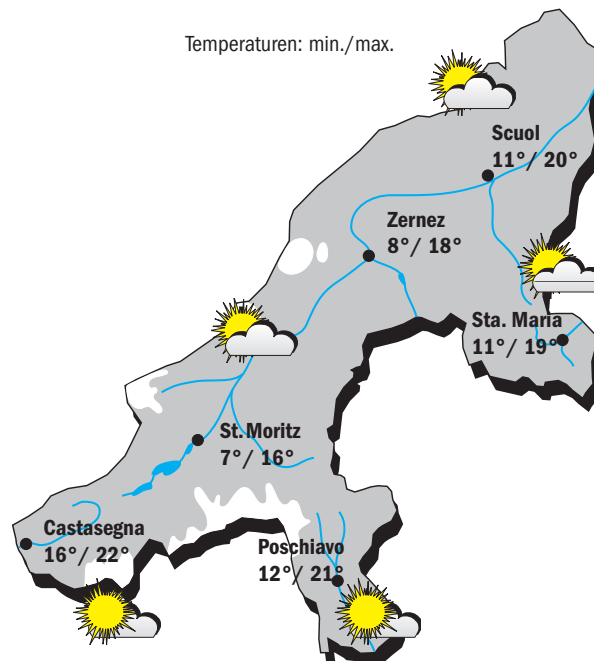 Temperaturen: min./max.
Scuol
11°/ 20°
Zernez
8°/ 18°
Sta. Maria
11°/ 19°
St. Moritz
7°/ 16°
Castasegna
16°/ 22°
Poschiavo
12°/ 21°